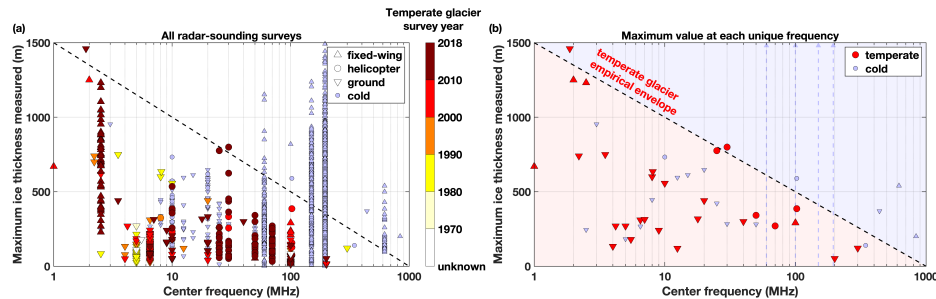 (a)
All radar-sounding surveys
Maximum ice thickness measured (m)
1500
1000
500
0
fixed-wing
helicopter
ground
cold
1
10
100
1000
Center frequency (MHz)
Temperate glacier
survey year
2018
2010
2000
1990
1980
1970
unknown
(b)
Maximum value at each unique frequency
Maximum ice thickness measured (m)
1500
1000
500
0
temperate glacier
empirical envelope
temperate
cold
1
10
100
1000
Center frequency (MHz)